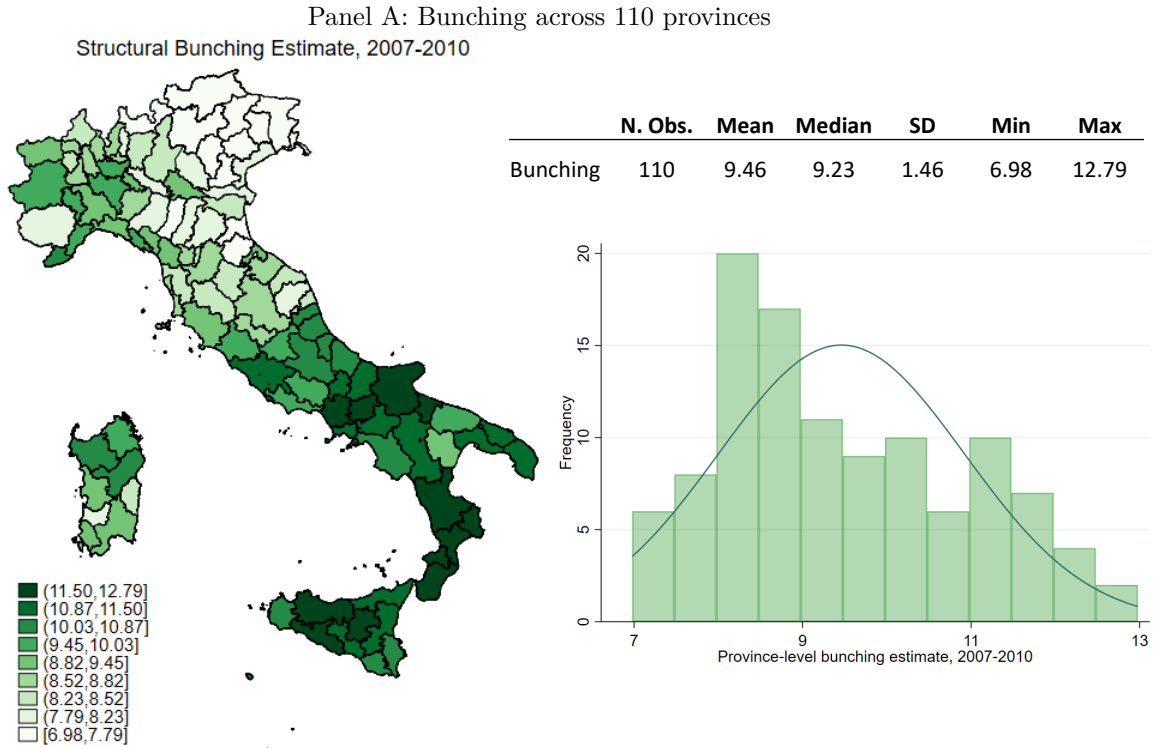 Panel A: Bunching across 110 provinces
Structural Bunching Estimate, 2007-2010
N. Obs. Mean Median SD Min Max
Bunching 110 9.46 9.23 1.46 6.98 12.79
(11.50,12.79]
(10.87,11.50]
(10.03,10.87]
(9.45,10.03]
(8.82,9.45]
(8.52,8.82]
(8.23,8.52]
(7.79,8.23]
[6.98,7.79]
Frequency
20
15
10
5
0
7 9 11 13
Province-level bunching estimate, 2007-2010